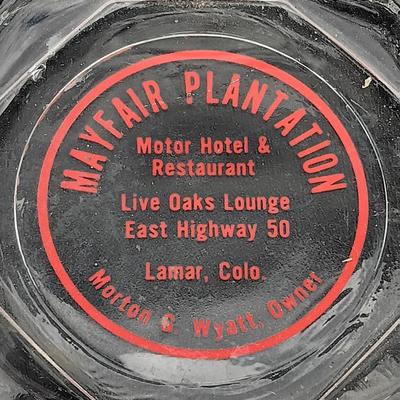 MAYFAIR PLANTATION
Motor Hotel &
Restaurant
Live Oaks Lounge
East Highway 50
Lamar, Colo.
Morton G. Wyatt, Owner